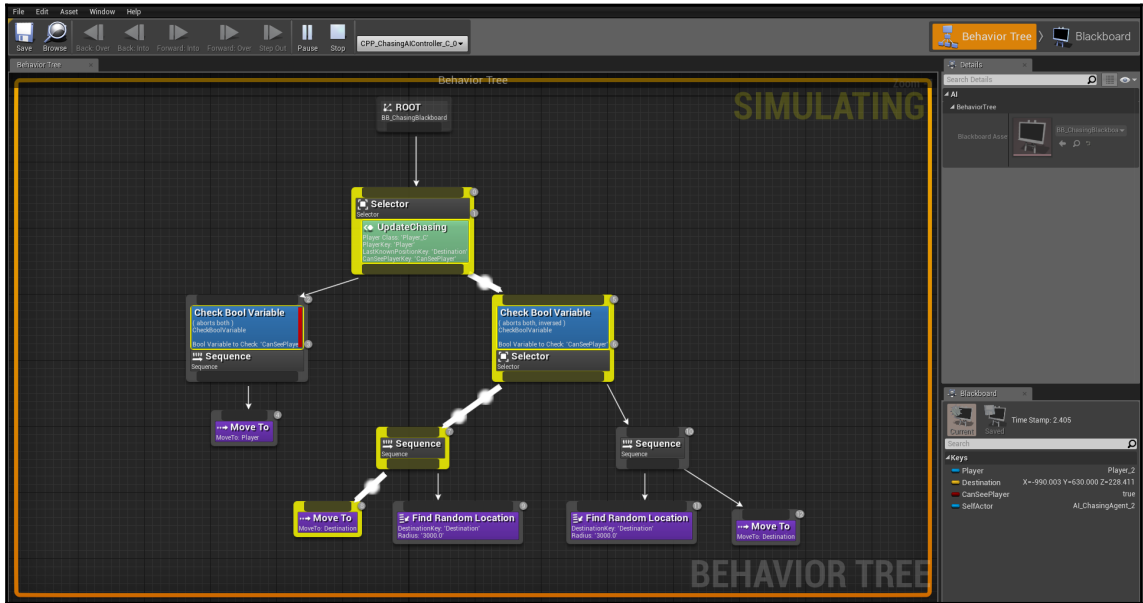 File Edit Asset Window Help
Save Browse Back: Over Back: Into Forward: Into Forward: Over Step Out Pause Stop CPP_ChasingAIController_C_0
Behavior Tree Blackboard
Behavior Tree
Behavior Tree
Zoom
SIMULATING
ROOT
BB_ChasingBlackboard
Selector
Selector
UpdateChasing
Player Class: 'Player_C'
PlayerKey: 'Player'
LastKnownPositionKey: 'Destination'
CanSeePlayerKey: 'CanSeePlayer'
Check Bool Variable
( aborts both )
CheckBoolVariable
Bool Variable to Check: 'CanSeePlaye
Sequence
Sequence
Move To
MoveTo: Player
Check Bool Variable
( aborts both, inversed )
CheckBoolVariable
Bool Variable to Check: 'CanSeePlayer'
Selector
Selector
Sequence
Sequence
Sequence
Sequence
Move To
MoveTo: Destination
Find Random Location
DestinationKey: 'Destination'
Radius: '3000.0'
Find Random Location
DestinationKey: 'Destination'
Radius: '3000.0'
Move To
MoveTo: Destination
BEHAVIOR TREE
Details
Search Details
AI
BehaviorTree
Blackboard Asse
BB_ChasingBlackboa
Blackboard
Current Saved Time Stamp: 2.405
Search
Keys
Player Player_2
Destination X=-990.003 Y=630.000 Z=228.411
CanSeePlayer true
SelfActor AI_ChasingAgent_2